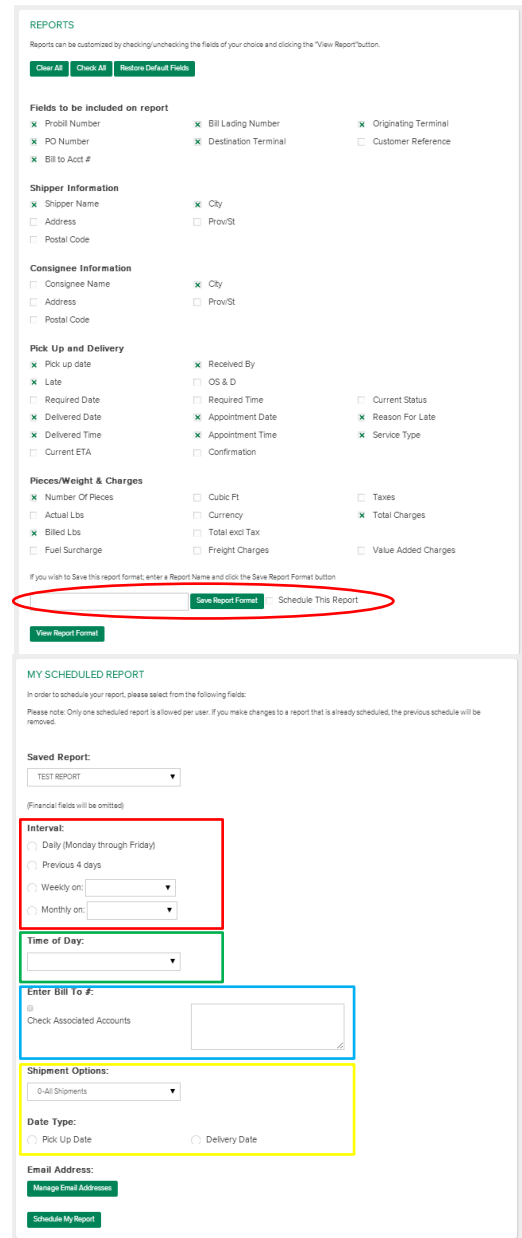 REPORTS
Reports can be customized by checking/unchecking the fields of your choice and clicking the "View Report"button.
Clear All Check All Restore Default Fields
Fields to be included on report
Probill Number Bill Lading Number Originating Terminal
PO Number Destination Terminal Customer Reference
Bill to Acct #
Shipper Information
Shipper Name City
Address Prov/St
Postal Code
Consignee Information
Consignee Name City
Address Prov/St
Postal Code
Pick Up and Delivery
Pick up date Received By
Late OS & D
Required Date Required Time Current Status
Delivered Date Appointment Date Reason For Late
Delivered Time Appointment Time Service Type
Current ETA Confirmation
Pieces/Weight & Charges
Number Of Pieces Cubic Ft Taxes
Actual Lbs Currency Total Charges
Billed Lbs Total excl Tax
Fuel Surcharge Freight Charges Value Added Charges
If you wish to Save this report format; enter a Report Name and click the Save Report Format button
Save Report Format Schedule This Report
View Report Format
MY SCHEDULED REPORT
In order to schedule your report, please select from the following fields:
Please note: Only one scheduled report is allowed per user. If you make changes to a report that is already scheduled, the previous schedule will be
removed.
Saved Report:
TEST REPORT
(Financial fields will be omitted)
Interval:
Daily (Monday through Friday)
Previous 4 days
Weekly on:
Monthly on:
Time of Day:
Enter Bill To #:
Check Associated Accounts
Shipment Options:
0-All Shipments
Date Type:
Pick Up Date Delivery Date
Email Address:
Manage Email Addresses
Schedule My Report